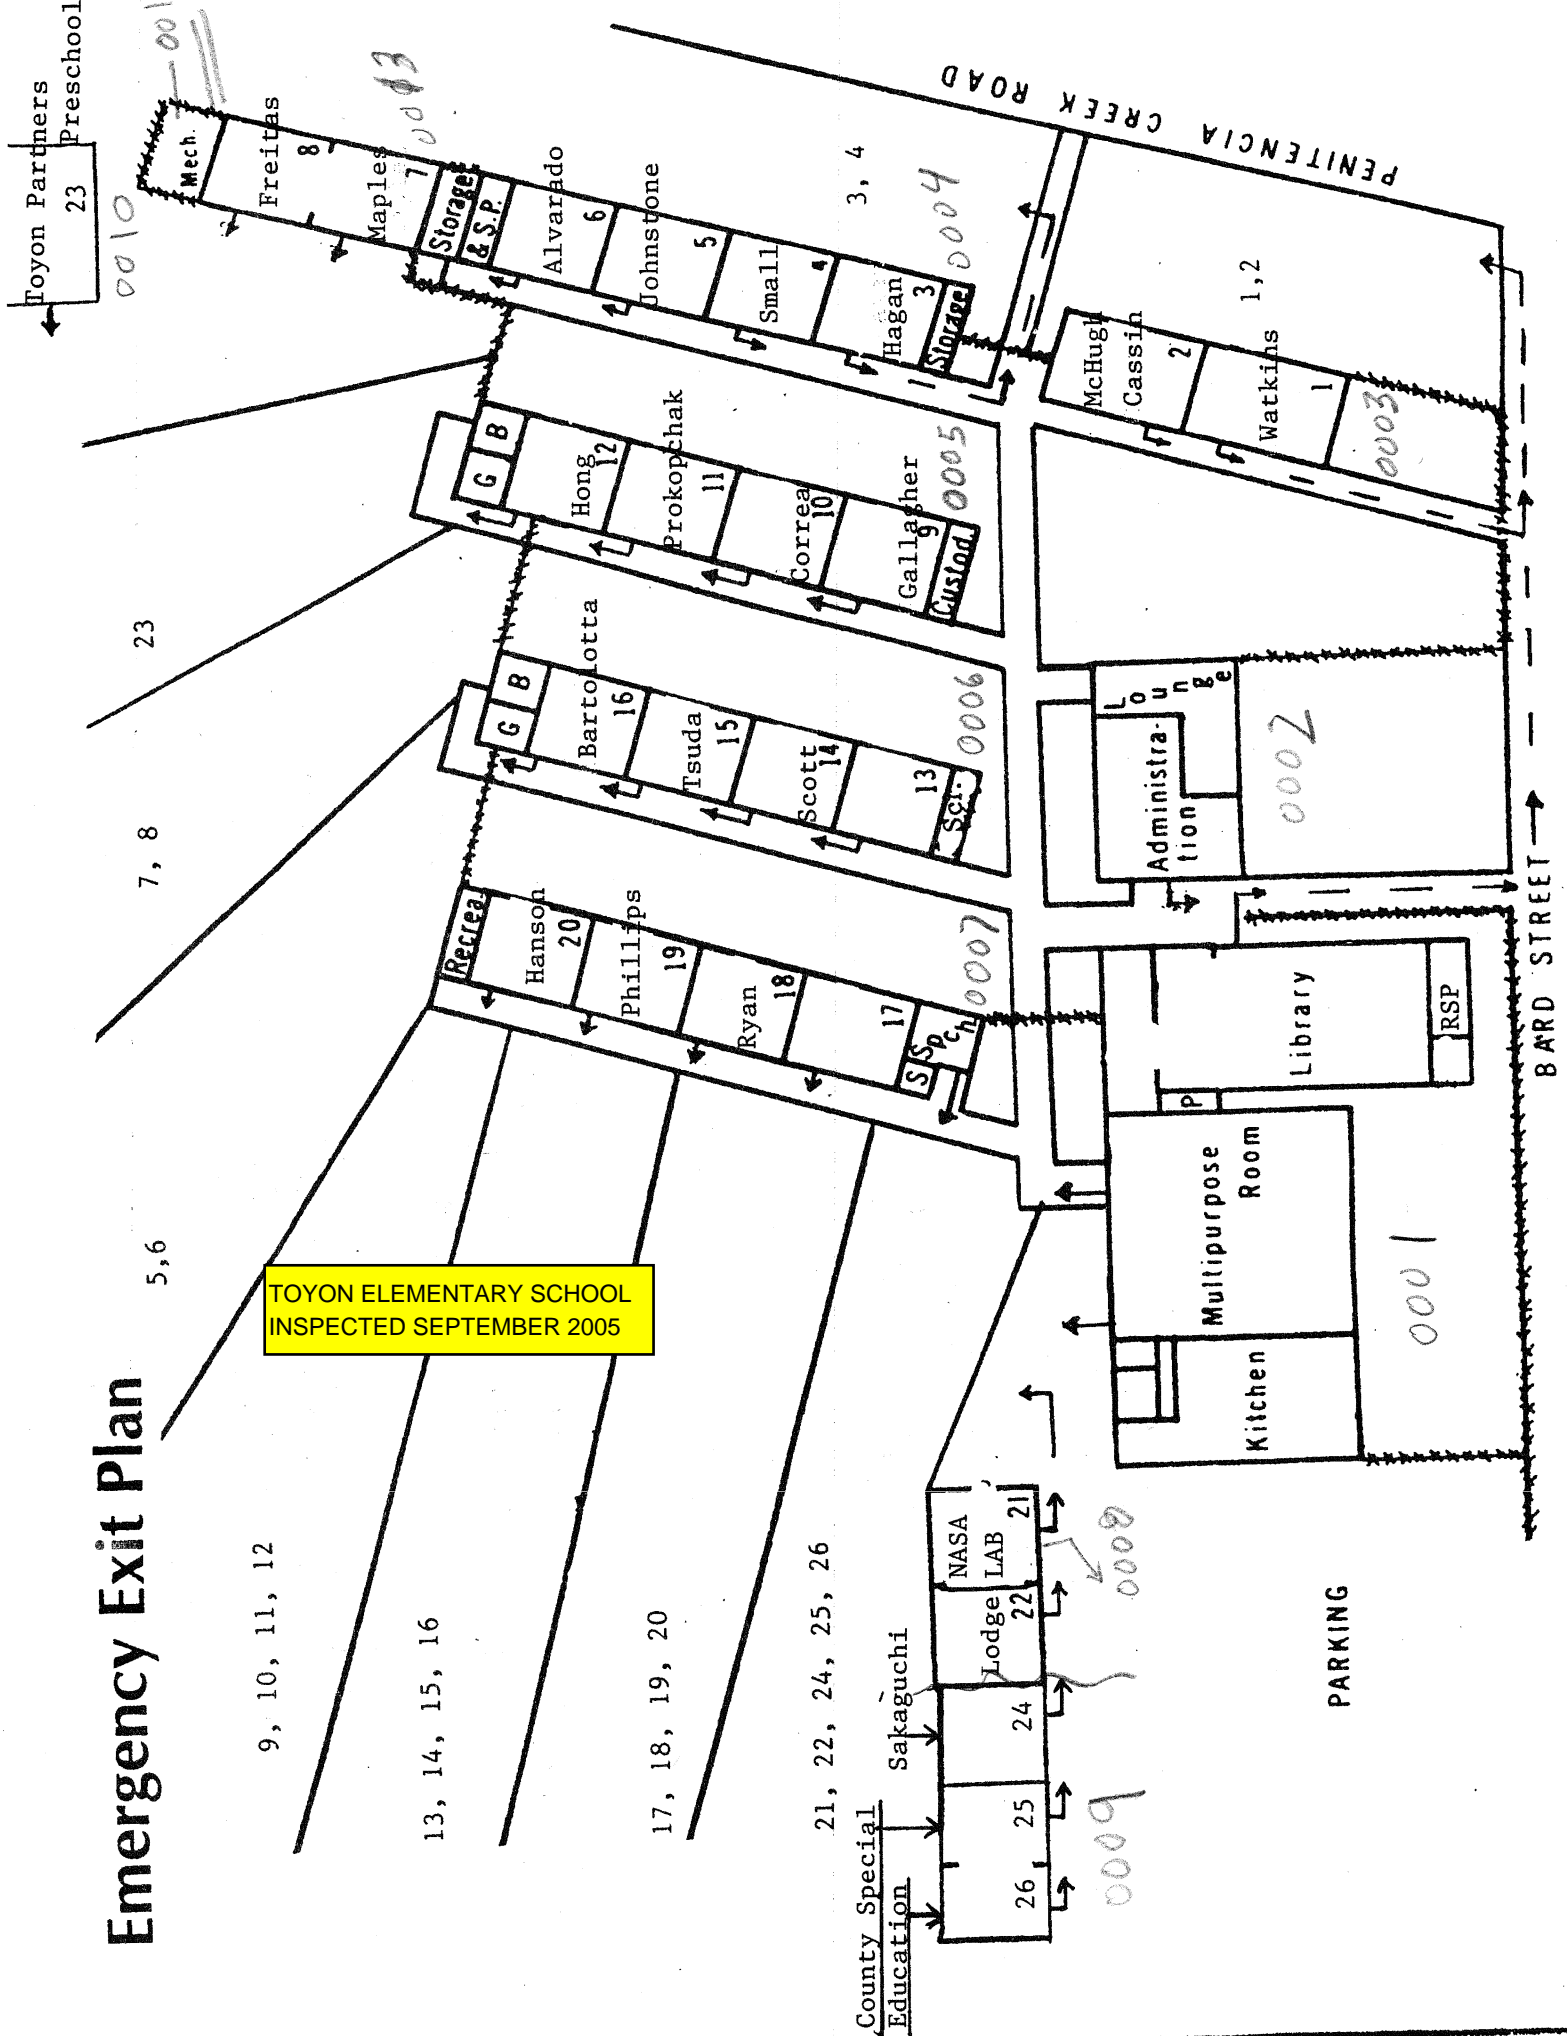 Emergency Exit Plan
TOYON ELEMENTARY SCHOOL
INSPECTED SEPTEMBER 2005
Toyon Partners
23 Preschool
0010
5,6
7, 8
23
9, 10, 11, 12
13, 14, 15, 16
17, 18, 19, 20
21, 22, 24, 25, 26
3, 4
1,2
Mech.
Freitas
8
Maples
7
Storage
& S.P.
Alvarado
6
Johnstone
5
Small
4
Hagan
3
Storage
0004
McHugh
Cassin
2
Watkins
1
0003
G
B
Hong
12
Prokopchak
11
Correa
10
Gallagher
9
Custod.
0005
G
B
Bartolotta
16
Tsuda
15
Scott
14
13
Sci.
0006
Recrea.
Hanson
20
Phillips
19
Ryan
18
17
S
Spch
0007
County Special
Education
Sakaguchi
26
25
24
Lodge
22
NASA
LAB
21
0009
0008
Kitchen
Multipurpose
Room
P
Library
RSP
0001
Administra-
tion
Lounge
0002
PARKING
BARD STREET
PENITENCIA CREEK ROAD